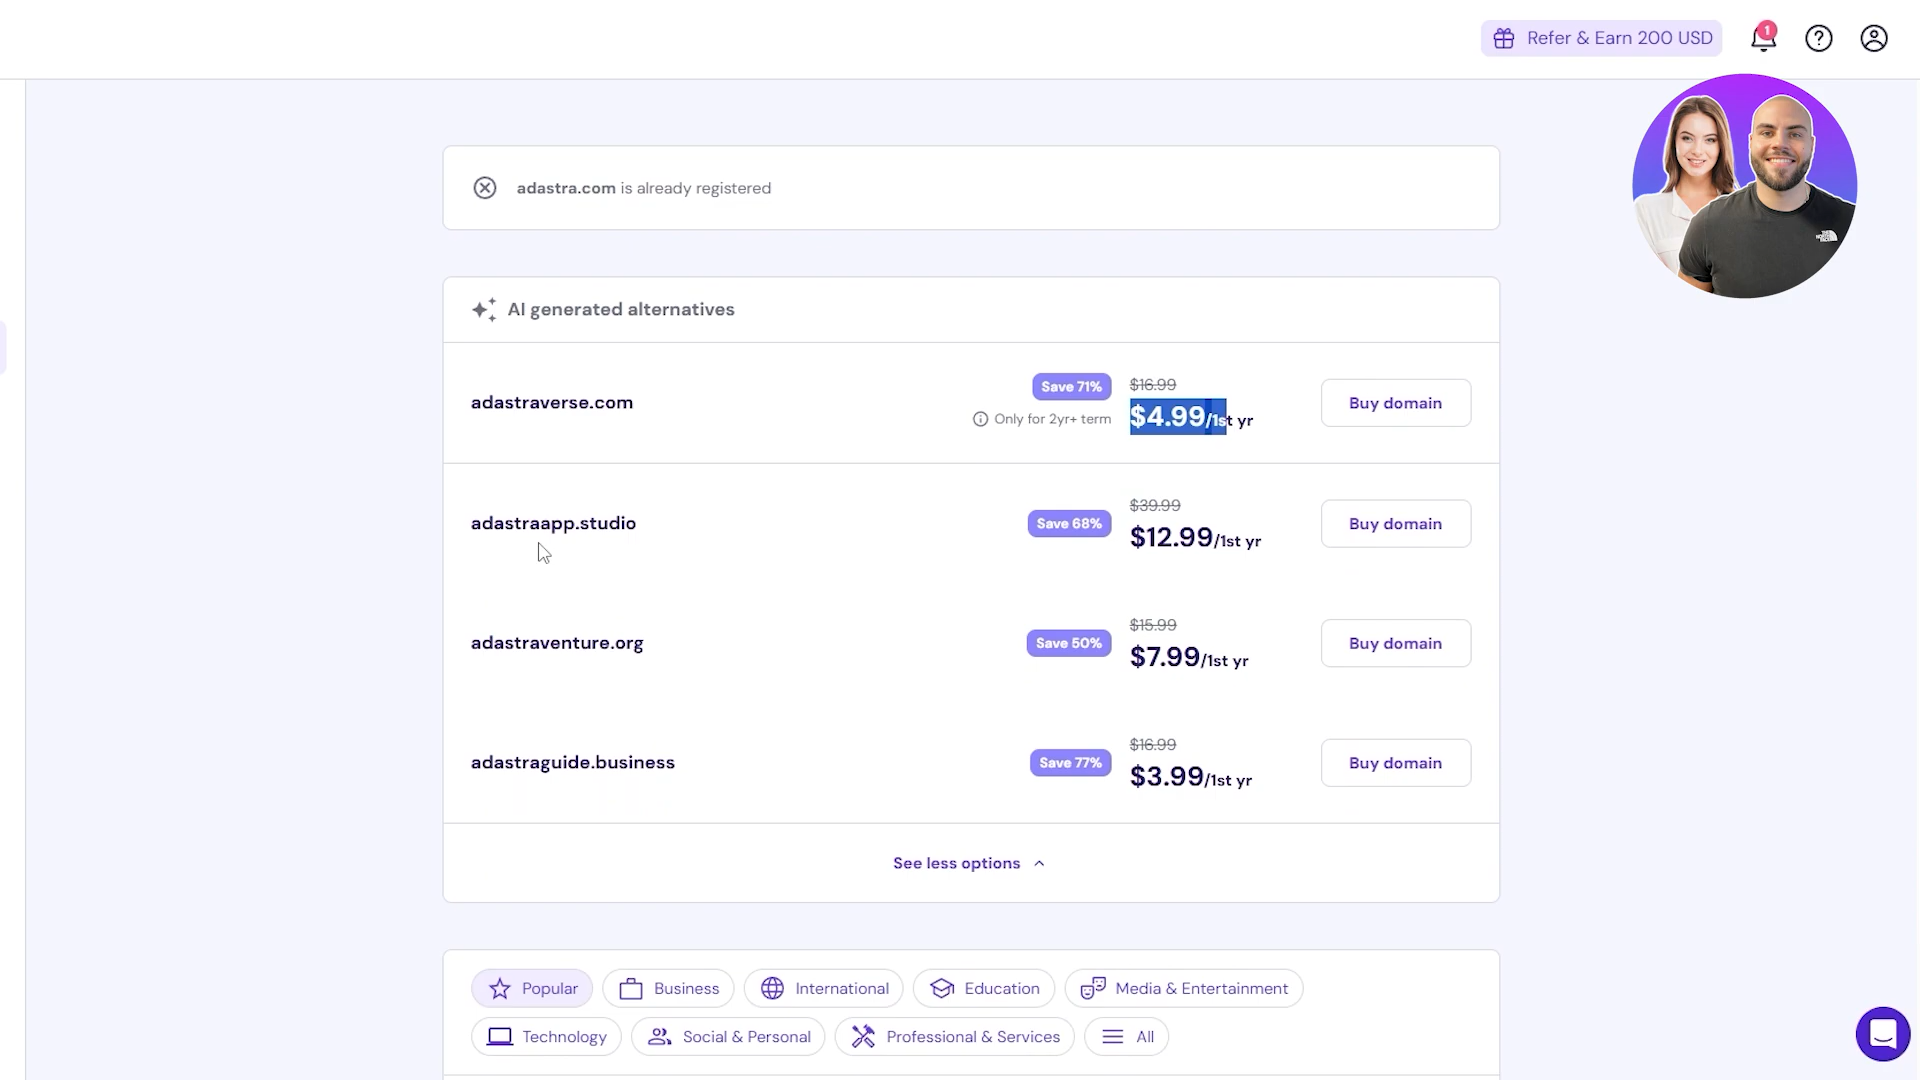 Refer & Earn 200 USD
1
adastra.com is already registered
AI generated alternatives
adastraverse.com
Save 71%
Only for 2yr+ term
$16.99
$4.99/1st yr
Buy domain
adastraapp.studio
Save 68%
$39.99
$12.99/1st yr
Buy domain
adastraventure.org
Save 50%
$15.99
$7.99/1st yr
Buy domain
adastraguide.business
Save 77%
$16.99
$3.99/1st yr
Buy domain
See less options
Popular
Business
International
Education
Media & Entertainment
Technology
Social & Personal
Professional & Services
All
THE NORTH FACE